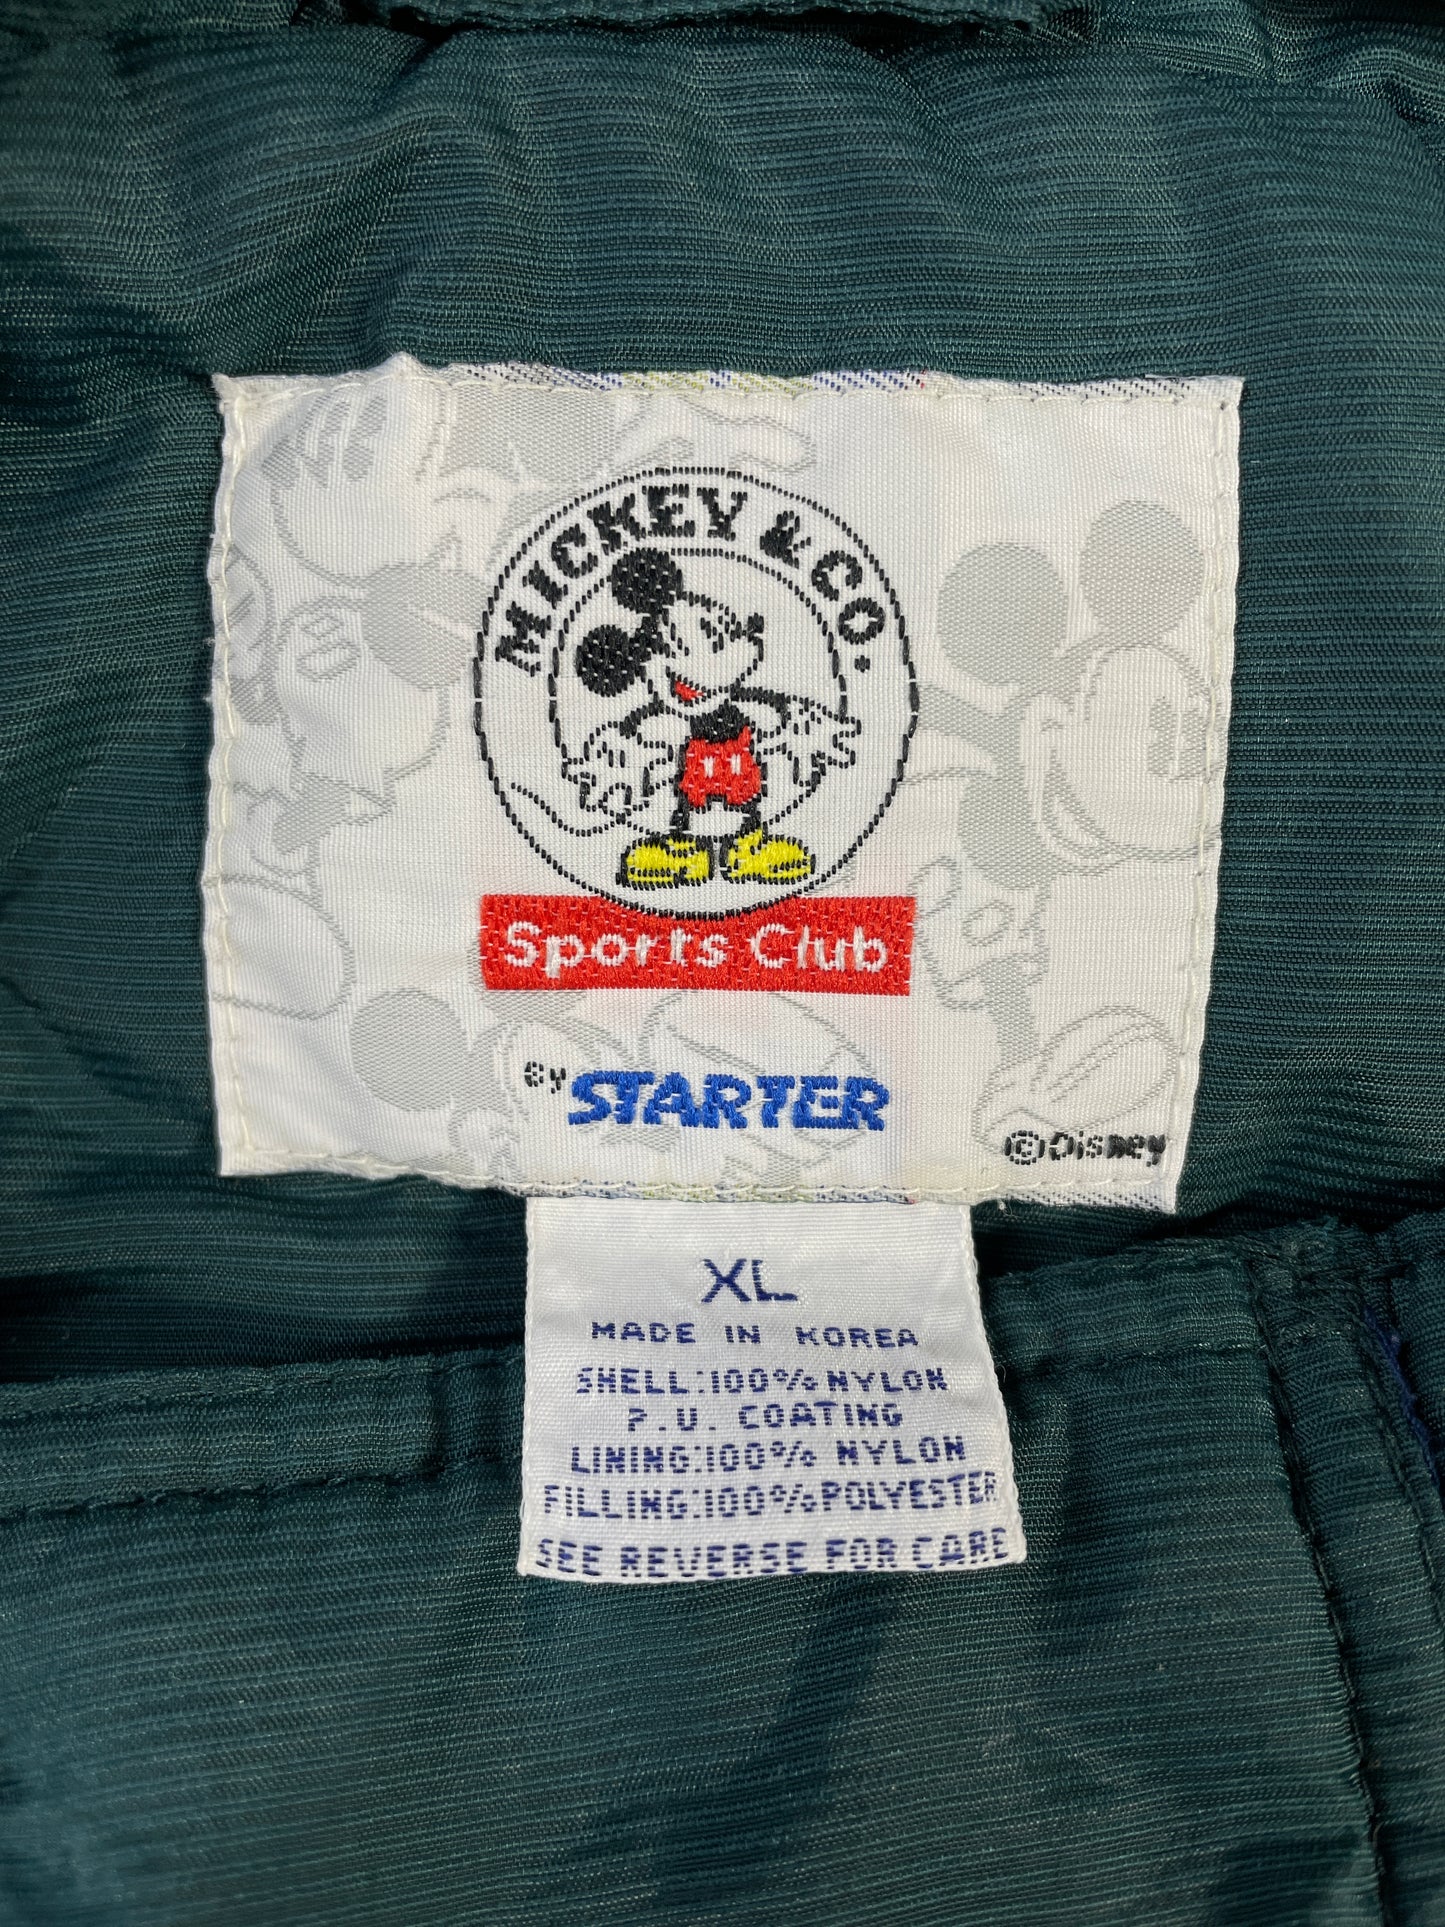 MICKEY & CO.
Sports Club
BY STARTER
©Disney
XL
MADE IN KOREA
SHELL:100% NYLON
P.U. COATING
LINING:100% NYLON
FILLING:100% POLYESTER
SEE REVERSE FOR CARE